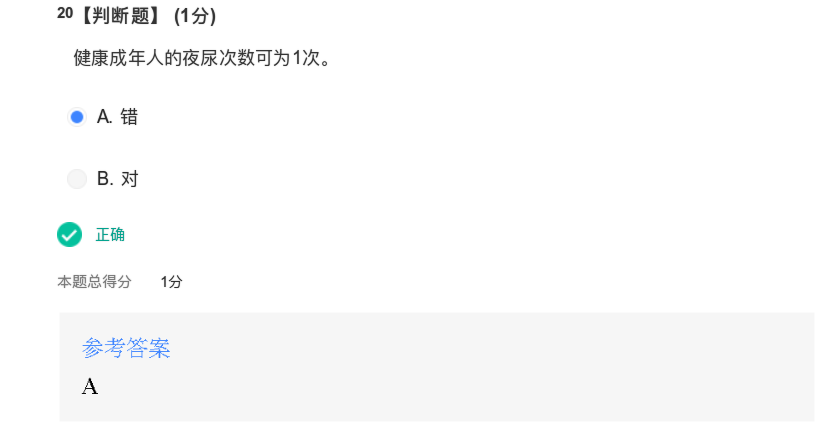 20【判断题】 (1分)
健康成年人的夜尿次数可为1次。
A. 错
B. 对
正确
本题总得分 1分
参考答案
A